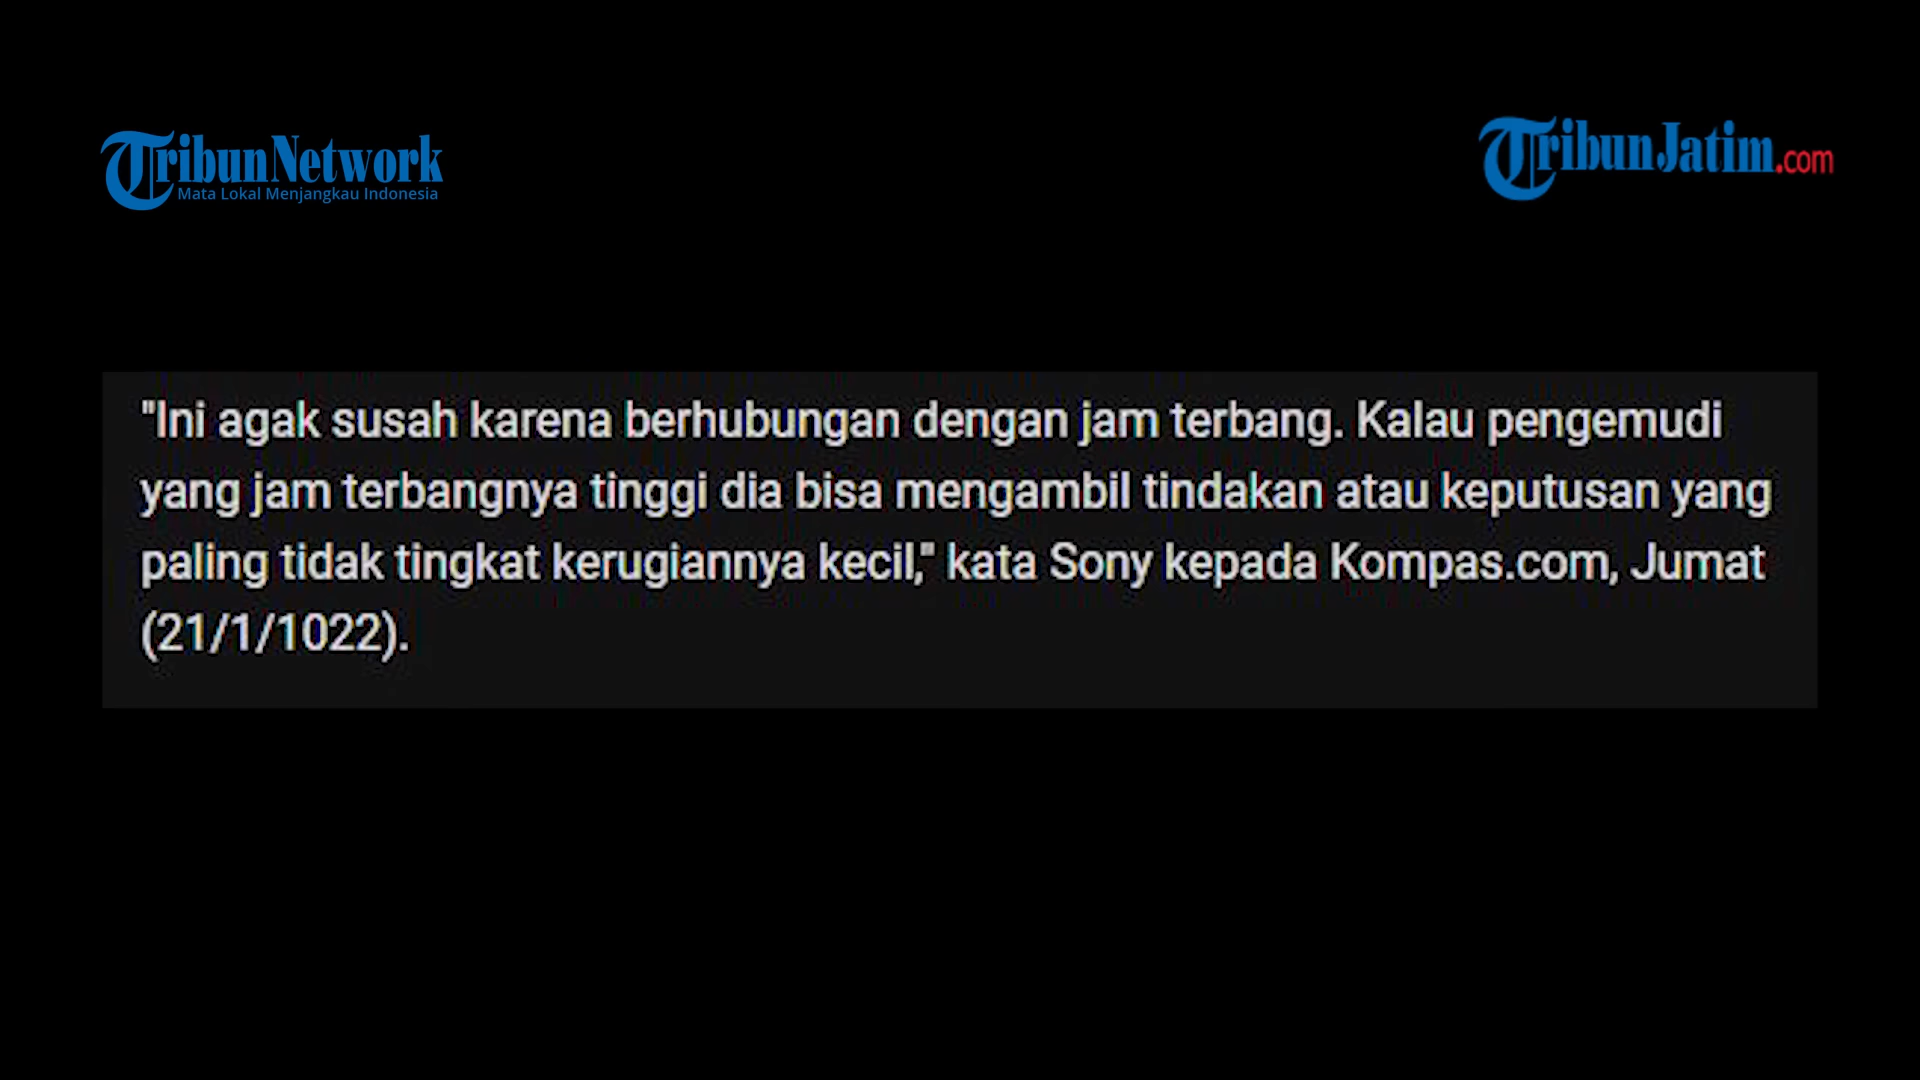 TribunNetwork
Mata Lokal Menjangkau Indonesia
TribunJatim.com
"Ini agak susah karena berhubungan dengan jam terbang. Kalau pengemudi
yang jam terbangnya tinggi dia bisa mengambil tindakan atau keputusan yang
paling tidak tingkat kerugiannya kecil," kata Sony kepada Kompas.com, Jumat
(21/1/1022).